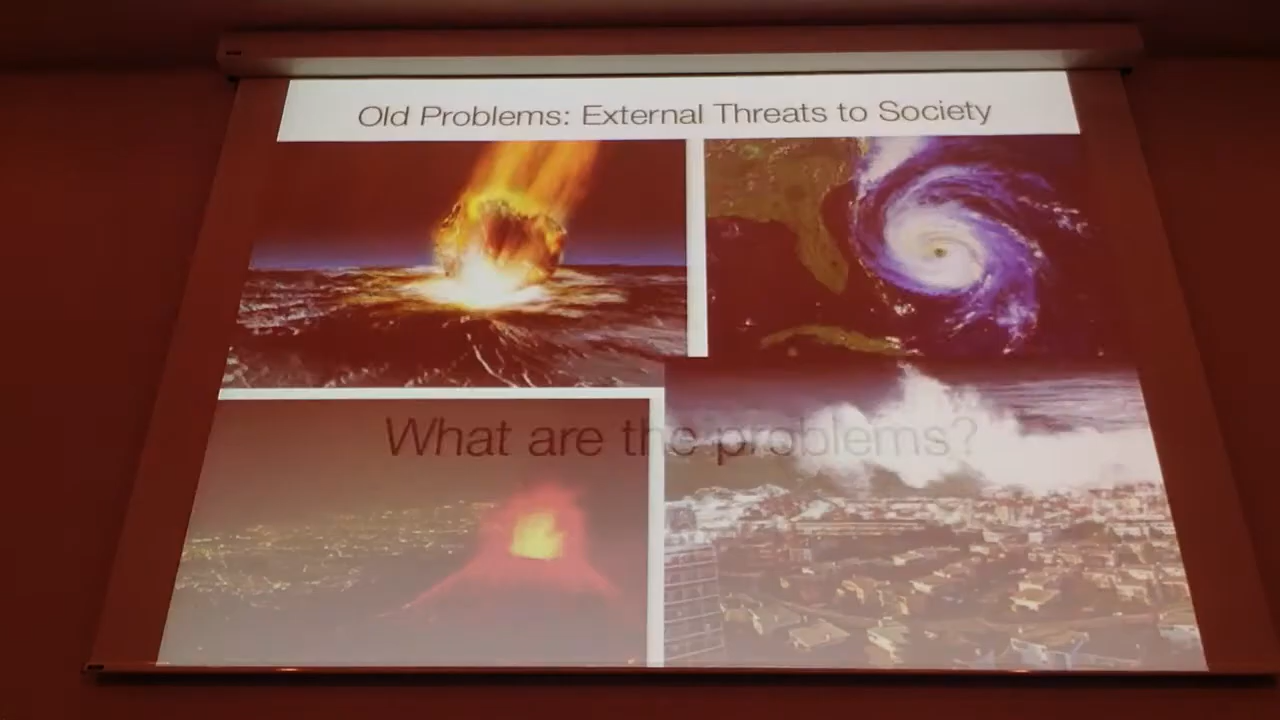 Old Problems: External Threats to Society
What are the problems?